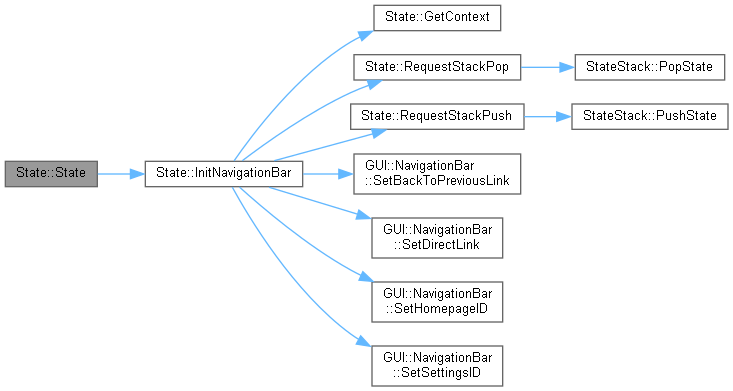 State::State
State::InitNavigationBar
State::GetContext
State::RequestStackPop
StateStack::PopState
State::RequestStackPush
StateStack::PushState
GUI::NavigationBar
::SetBackToPreviousLink
GUI::NavigationBar
::SetDirectLink
GUI::NavigationBar
::SetHomepageID
GUI::NavigationBar
::SetSettingsID